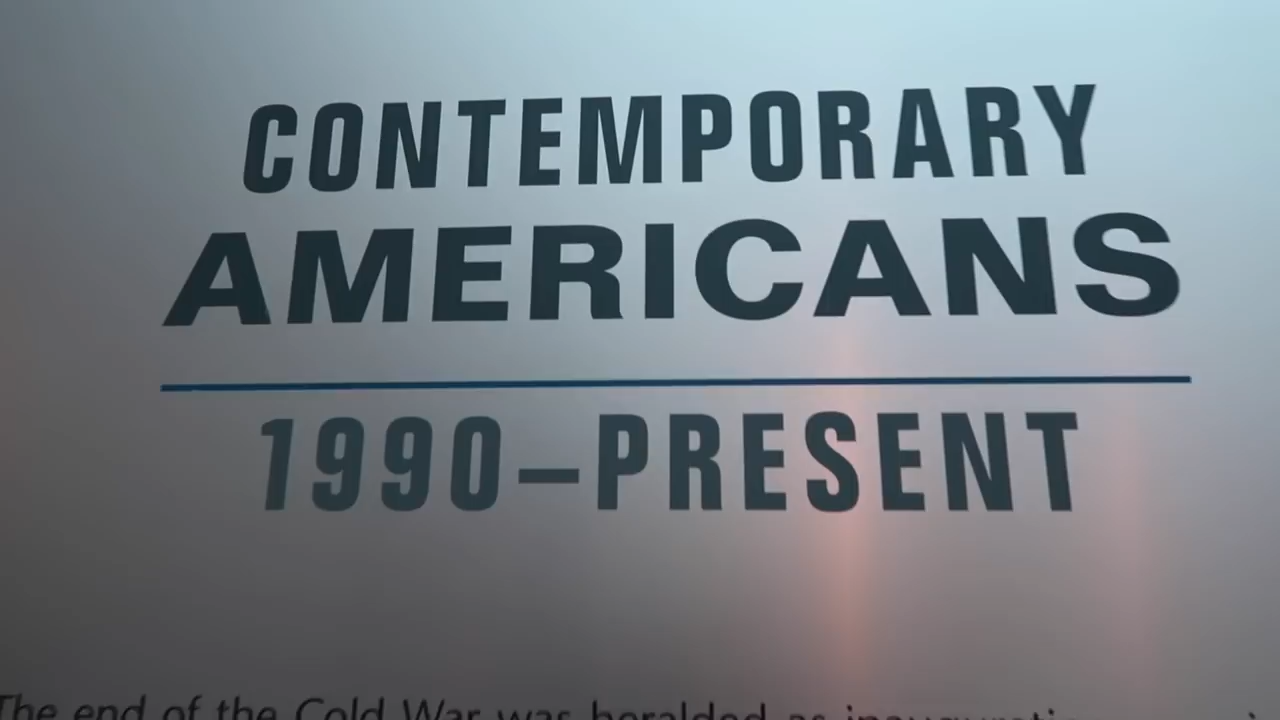 CONTEMPORARY
AMERICANS
1990–PRESENT
The end of the Cold War was heralded as